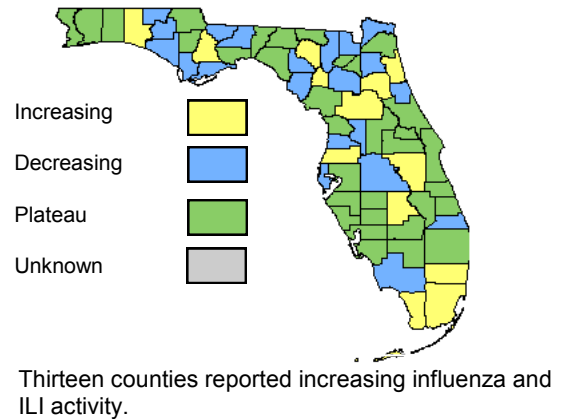 Increasing
Decreasing
Plateau
Unknown
Thirteen counties reported increasing influenza and
ILI activity.